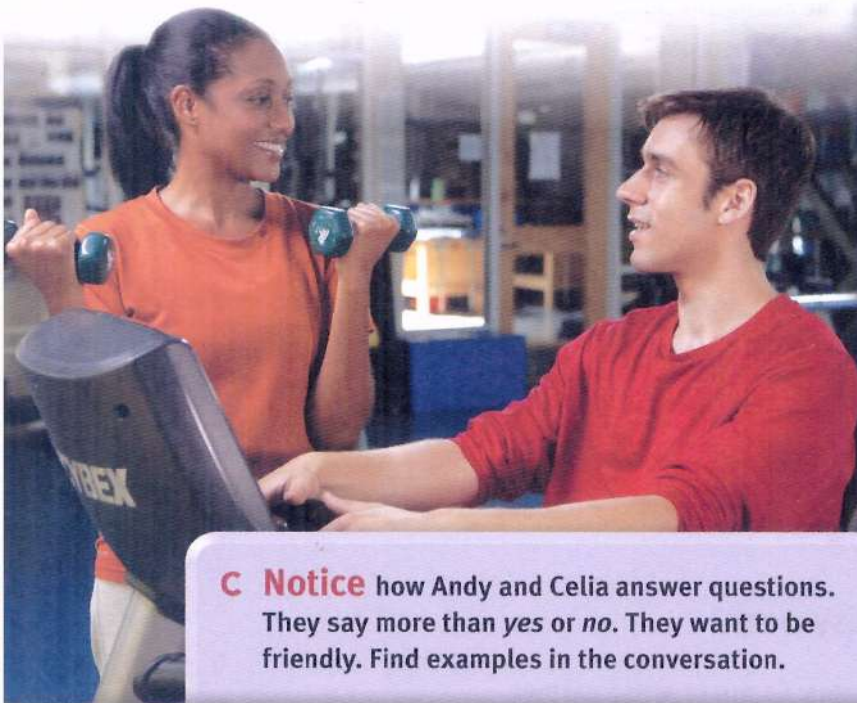 YBEX
C Notice how Andy and Celia answer questions.
They say more than yes or no. They want to be
friendly. Find examples in the conversation.